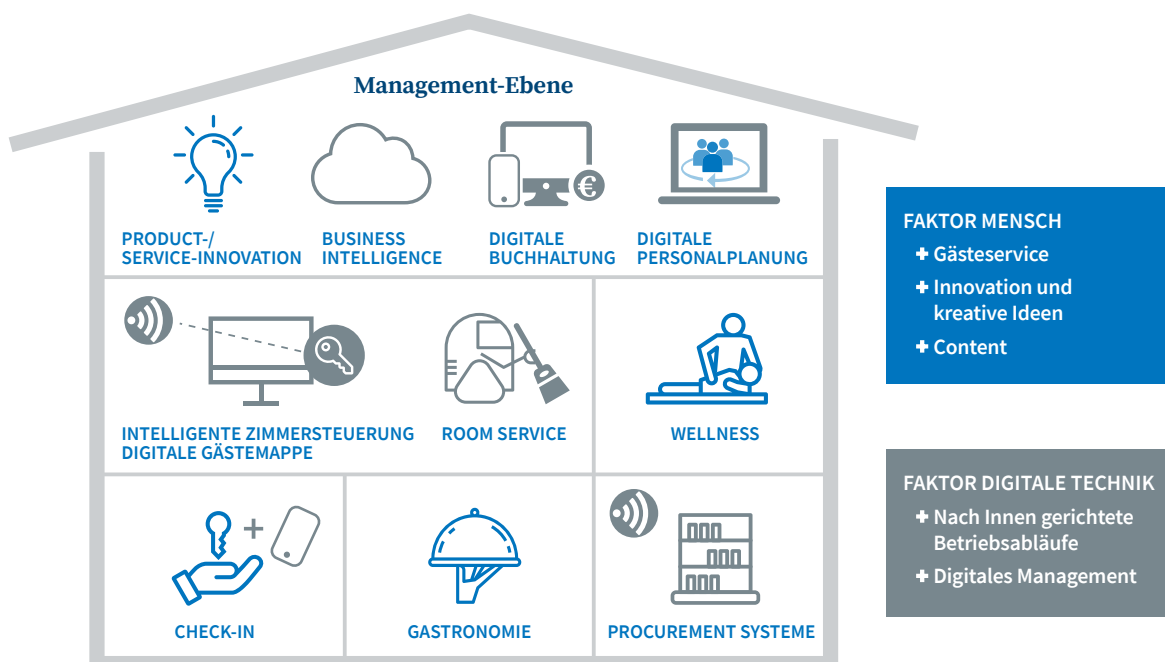 Management-Ebene
€
PRODUCT-/
SERVICE-INNOVATION
BUSINESS
INTELLIGENCE
DIGITALE
BUCHHALTUNG
DIGITALE
PERSONALPLANUNG
INTELLIGENTE ZIMMERSTEUERUNG
DIGITALE GÄSTEMAPPE
ROOM SERVICE
WELLNESS
+
CHECK-IN
GASTRONOMIE
PROCUREMENT SYSTEME
FAKTOR MENSCH
+ Gästeservice
+ Innovation und
kreative Ideen
+ Content
FAKTOR DIGITALE TECHNIK
+ Nach Innen gerichtete
Betriebsabläufe
+ Digitales Management